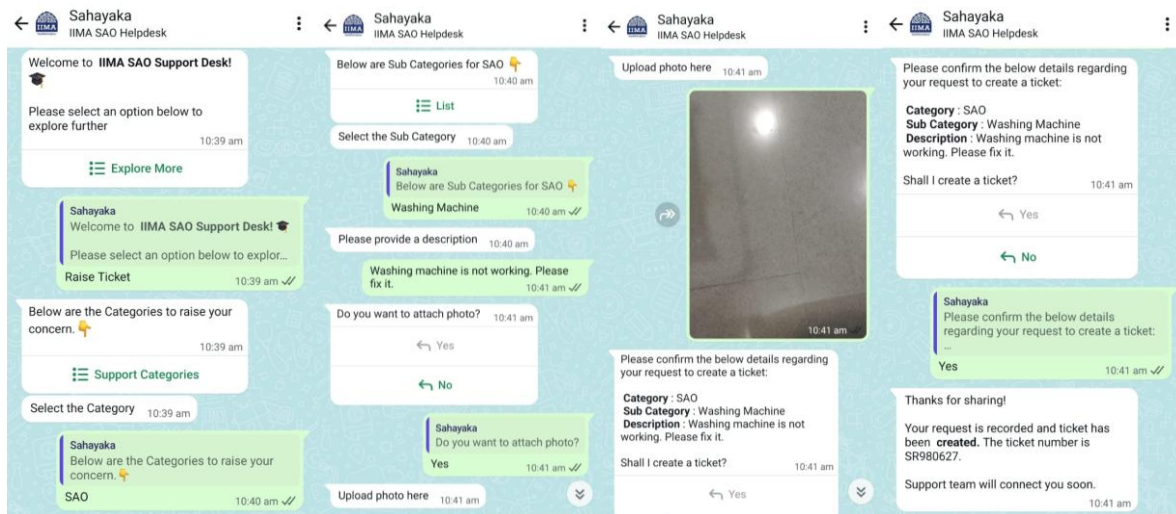 Sahayaka
IIMA SAO Helpdesk
IIMA
Welcome to IIMA SAO Support Desk!
Please select an option below to
explore further
10:39 am
Explore More
Sahayaka
Welcome to IIMA SAO Support Desk!
Please select an option below to explor...
Raise Ticket
10:39 am
Below are the Categories to raise your
concern.
10:39 am
Support Categories
Select the Category 10:39 am
Sahayaka
Below are the Categories to raise your
concern.
SAO
10:40 am
Sahayaka
IIMA SAO Helpdesk
IIMA
Below are Sub Categories for SAO
10:40 am
List
Select the Sub Category 10:40 am
Sahayaka
Below are Sub Categories for SAO
Washing Machine
10:40 am
Please provide a description 10:40 am
Washing machine is not working. Please
fix it.
10:41 am
Do you want to attach photo? 10:41 am
Yes
No
Sahayaka
Do you want to attach photo?
Yes
10:41 am
Upload photo here 10:41 am
Sahayaka
IIMA SAO Helpdesk
IIMA
Upload photo here 10:41 am
10:41 am
Please confirm the below details regarding
your request to create a ticket:
Category : SAO
Sub Category : Washing Machine
Description : Washing machine is not
working. Please fix it.
Shall I create a ticket?
10:41 am
Yes
Sahayaka
IIMA SAO Helpdesk
IIMA
Please confirm the below details regarding
your request to create a ticket:
Category : SAO
Sub Category : Washing Machine
Description : Washing machine is not
working. Please fix it.
Shall I create a ticket?
10:41 am
Yes
No
Sahayaka
Please confirm the below details
regarding your request to create a ticket:
...
Yes
10:41 am
Thanks for sharing!
Your request is recorded and ticket has
been created. The ticket number is
SR980627.
Support team will connect you soon.
10:41 am